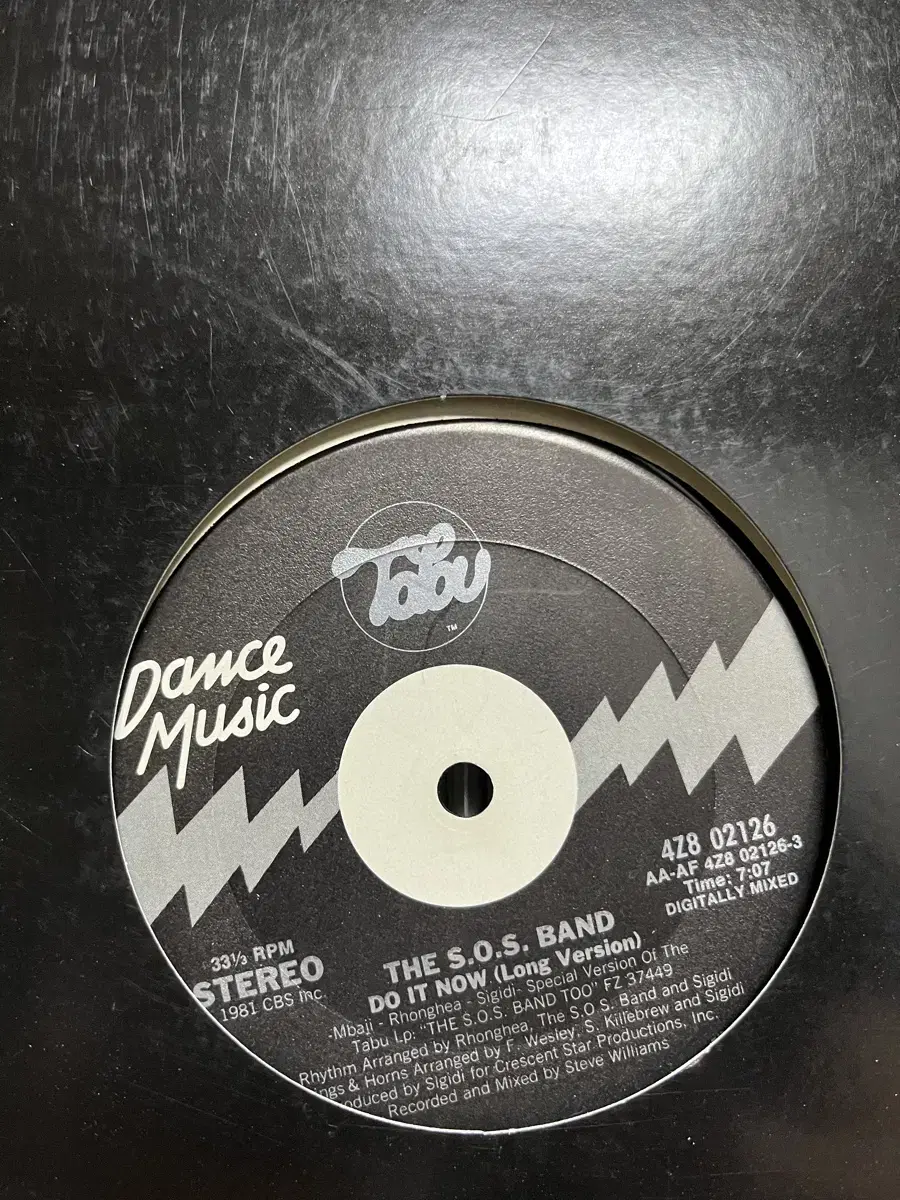 Tabu
TM
Dance
Music
4Z8 02126
AA-AF 4Z8 02126-3
Time: 7:07
DIGITALLY MIXED
33⅓ RPM
STEREO
1981 CBS Inc.
THE S.O.S. BAND
DO IT NOW (Long Version)
-Mbaji - Rhonghea - Sigidi- Special Version Of The
Tabu Lp: "THE S.O.S. BAND TOO" FZ 37449
Rhythm Arranged by Rhonghea, The S.O.S. Band and Sigidi
ngs & Horns Arranged by F. Wesley, S. Killebrew and Sigidi
oduced by Sigidi for Crescent Star Productions, Inc.
Recorded and Mixed by Steve Williams